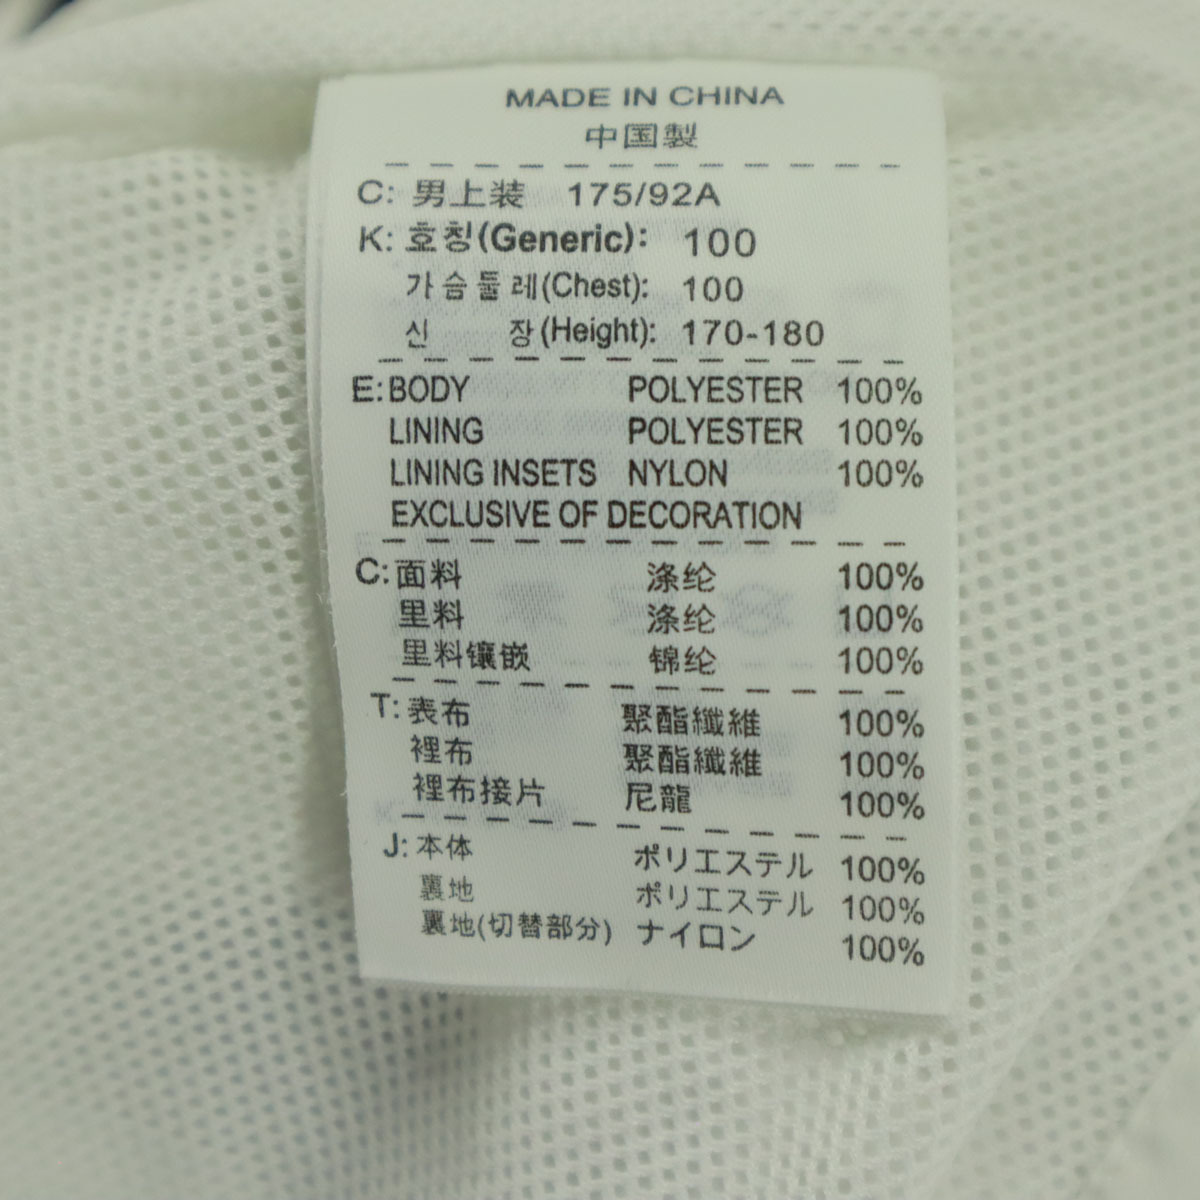 MADE IN CHINA
中国製
C: 男上装 175/92A
K: 호칭(Generic): 100
가슴둘레(Chest): 100
신 장(Height): 170-180
E: BODY POLYESTER 100%
LINING POLYESTER 100%
LINING INSETS NYLON 100%
EXCLUSIVE OF DECORATION
C: 面料 涤纶 100%
里料 涤纶 100%
里料镶嵌 锦纶 100%
T: 表布 聚酯纖維 100%
裡布 聚酯纖維 100%
裡布接片 尼龍 100%
J: 本体 ポリエステル 100%
裏地 ポリエステル 100%
裏地(切替部分) ナイロン 100%